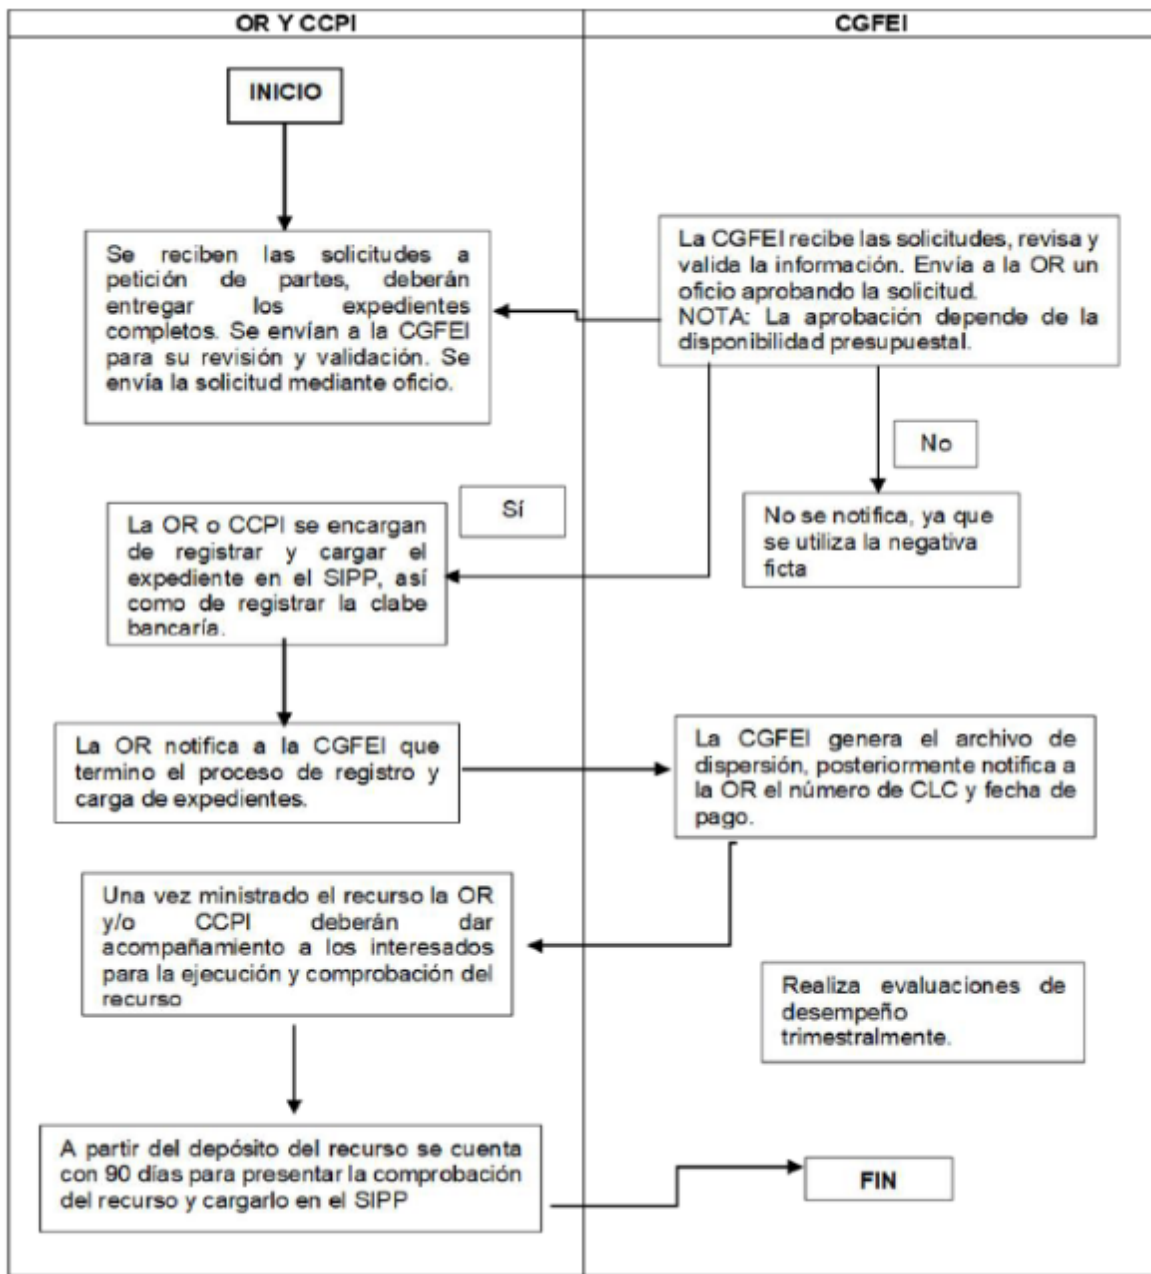 OR Y CCPI
CGFEI
INICIO
Se reciben las solicitudes a
petición de partes, deberán
entregar los expedientes
completos. Se envían a la CGFEI
para su revisión y validación. Se
envía la solicitud mediante oficio.
La CGFEI recibe las solicitudes, revisa y
valida la información. Envía a la OR un
oficio aprobando la solicitud.
NOTA: La aprobación depende de la
disponibilidad presupuestal.
No
Sí
No se notifica, ya que
se utiliza la negativa
ficta
La OR o CCPI se encargan
de registrar y cargar el
expediente en el SIPP, así
como de registrar la clabe
bancaría.
La OR notifica a la CGFEI que
termino el proceso de registro y
carga de expedientes.
La CGFEI genera el archivo de
dispersión, posteriormente notifica a
la OR el número de CLC y fecha de
pago.
Una vez ministrado el recurso la OR
y/o CCPI deberán dar
acompañamiento a los interesados
para la ejecución y comprobación del
recurso
Realiza evaluaciones de
desempeño
trimestralmente.
A partir del depósito del recurso se cuenta
con 90 días para presentar la comprobación
del recurso y cargarlo en el SIPP
FIN